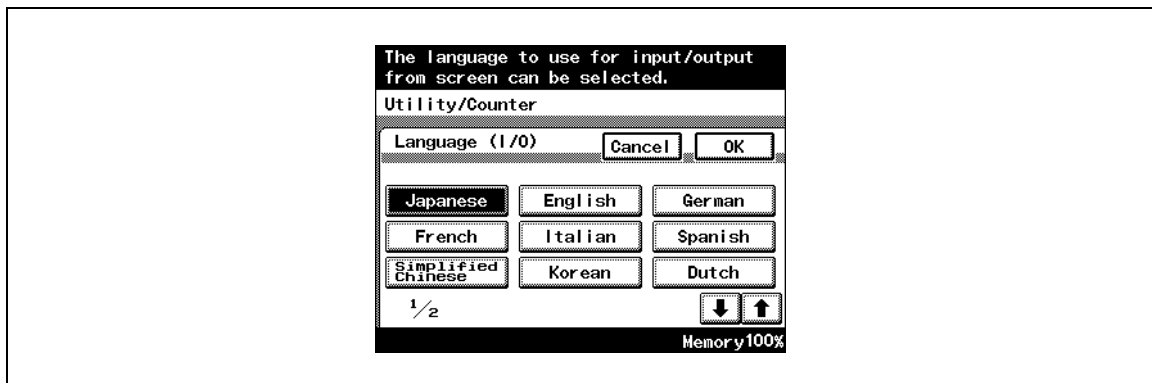 The language to use for input/output
from screen can be selected.
Utility/Counter
Language (I/O) Cancel OK
Japanese English German
French Italian Spanish
Simplified Chinese Korean Dutch
1/2
Memory100%